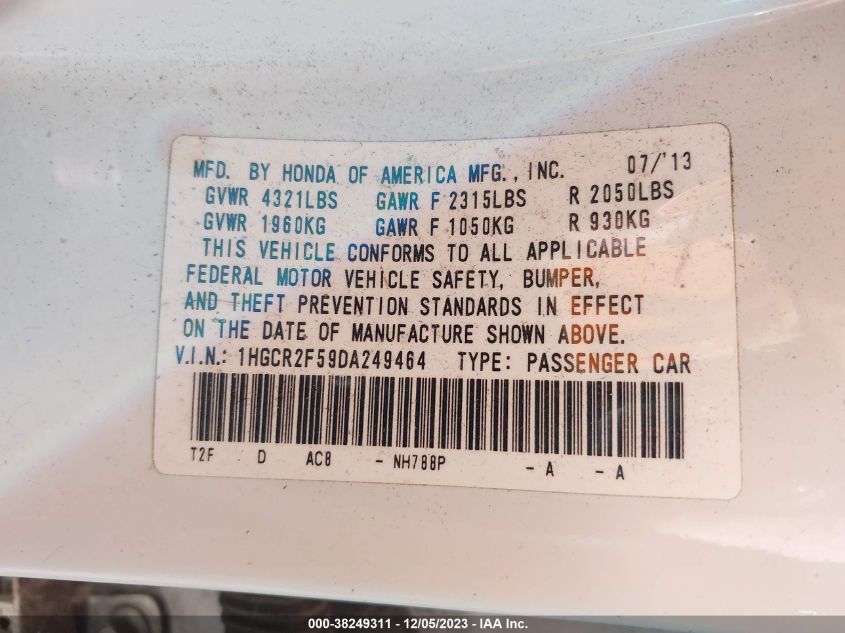 MFD. BY HONDA OF AMERICA MFG., INC. 07/'13
GVWR 4321LBS GAWR F 2315LBS R 2050LBS
GVWR 1960KG GAWR F 1050KG R 930KG
THIS VEHICLE CONFORMS TO ALL APPLICABLE
FEDERAL MOTOR VEHICLE SAFETY, BUMPER,
AND THEFT PREVENTION STANDARDS IN EFFECT
ON THE DATE OF MANUFACTURE SHOWN ABOVE.
V.I.N.: 1HGCR2F59DA249464 TYPE: PASSENGER CAR
T2F D AC8 - NH788P - A - A
000-38249311 - 12/05/2023 - IAA Inc.